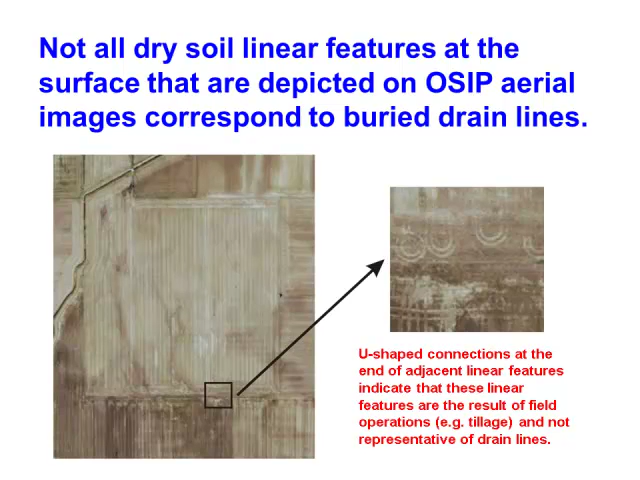 Not all dry soil linear features at the
surface that are depicted on OSIP aerial
images correspond to buried drain lines.
U-shaped connections at the
end of adjacent linear features
indicate that these linear
features are the result of field
operations (e.g. tillage) and not
representative of drain lines.